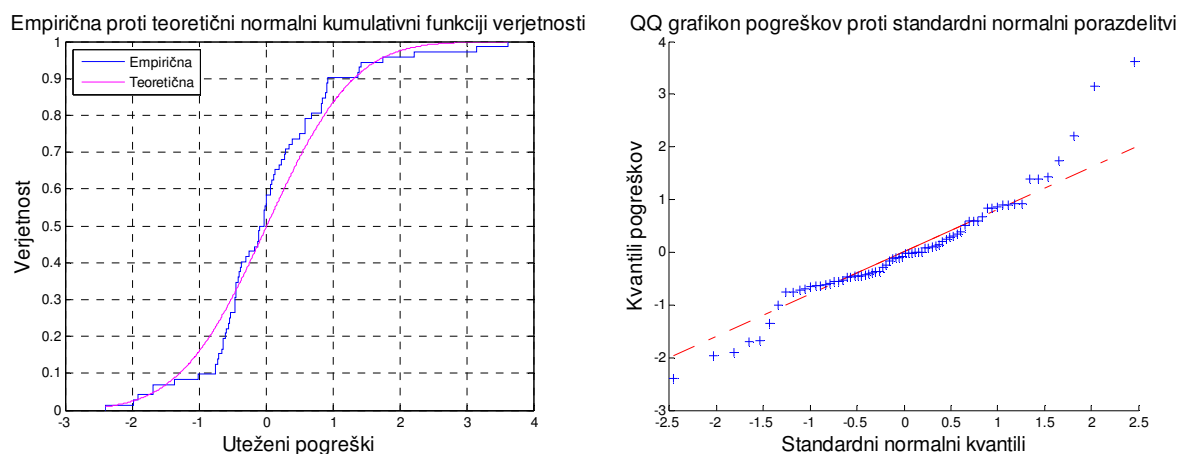 Empirična proti teoretični normalni kumulativni funkciji verjetnosti
1
0.9
0.8
0.7
0.6
0.5
0.4
0.3
0.2
0.1
0
Verjetnost
Empirična
Teoretična
-3 -2 -1 0 1 2 3 4
Uteženi pogreški
QQ grafikon pogreškov proti standardni normalni porazdelitvi
4
3
2
1
0
-1
-2
-3
Kvantili pogreškov
-2.5 -2 -1.5 -1 -0.5 0 0.5 1 1.5 2 2.5
Standardni normalni kvantili